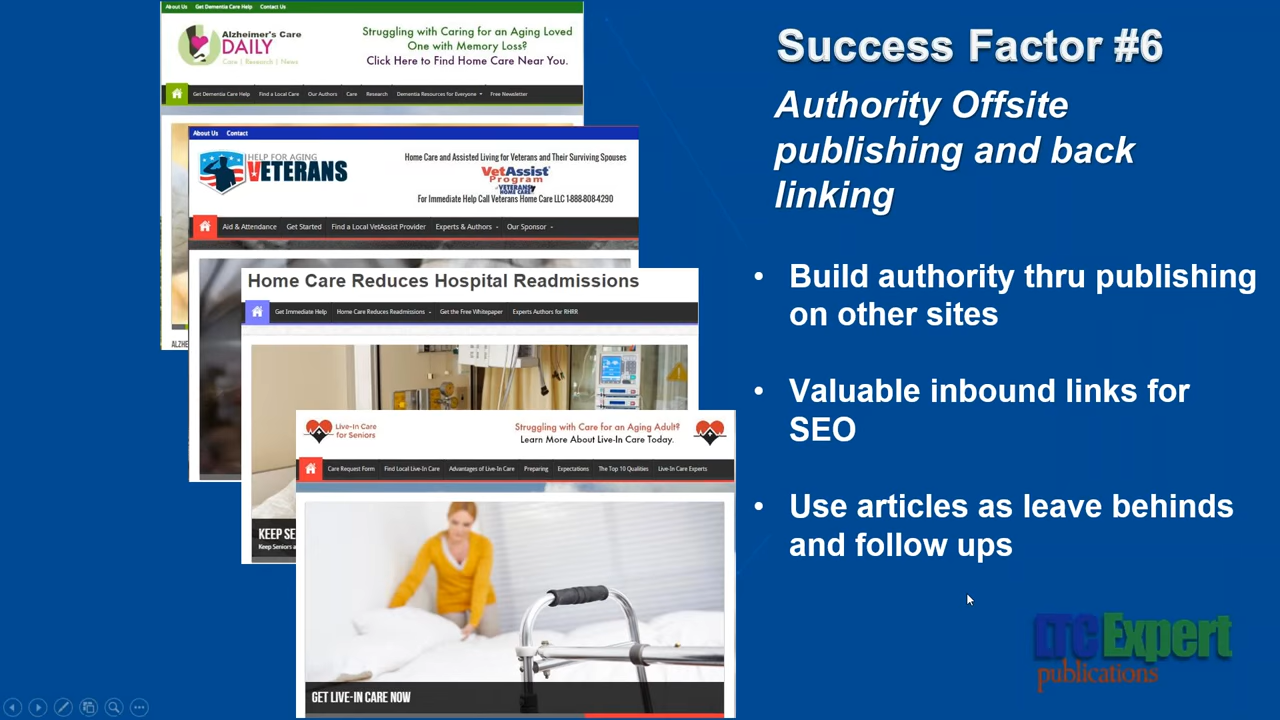 About Us Get Dementia Care Help Contact Us
Alzheimer's Care
DAILY
Care | Research | News
Struggling with Caring for an Aging Loved
One with Memory Loss?
Click Here to Find Home Care Near You.
Get Dementia Care Help Find a Local Care Our Authors Care Research Dementia Resources for Everyone Free Newsletter
About Us Contact
HELP FOR AGING
VETERANS
Home Care and Assisted Living for Veterans and Their Surviving Spouses
VetAssist®
Program
VETERANS
HOME CARE
For Immediate Help Call Veterans Home Care LLC 1-888-808-4290
Aid & Attendance Get Started Find a Local VetAssist Provider Experts & Authors Our Sponsor
ALZHE
Home Care Reduces Hospital Readmissions
Get Immediate Help Home Care Reduces Readmissions Get the Free Whitepaper Experts Authors for RHRR
KEEP SE
Keep Seniors a
Live-In Care
for Seniors
Struggling with Care for an Aging Adult?
Learn More About Live-In Care Today.
Care Request Form Find Local Live-In Care Advantages of Live-In Care Preparing Expectations The Top 10 Qualities Live-In Care Experts
GET LIVE-IN CARE NOW
Success Factor #6
Authority Offsite
publishing and back
linking
• Build authority thru publishing
on other sites
• Valuable inbound links for
SEO
• Use articles as leave behinds
and follow ups
LTC Expert
publications